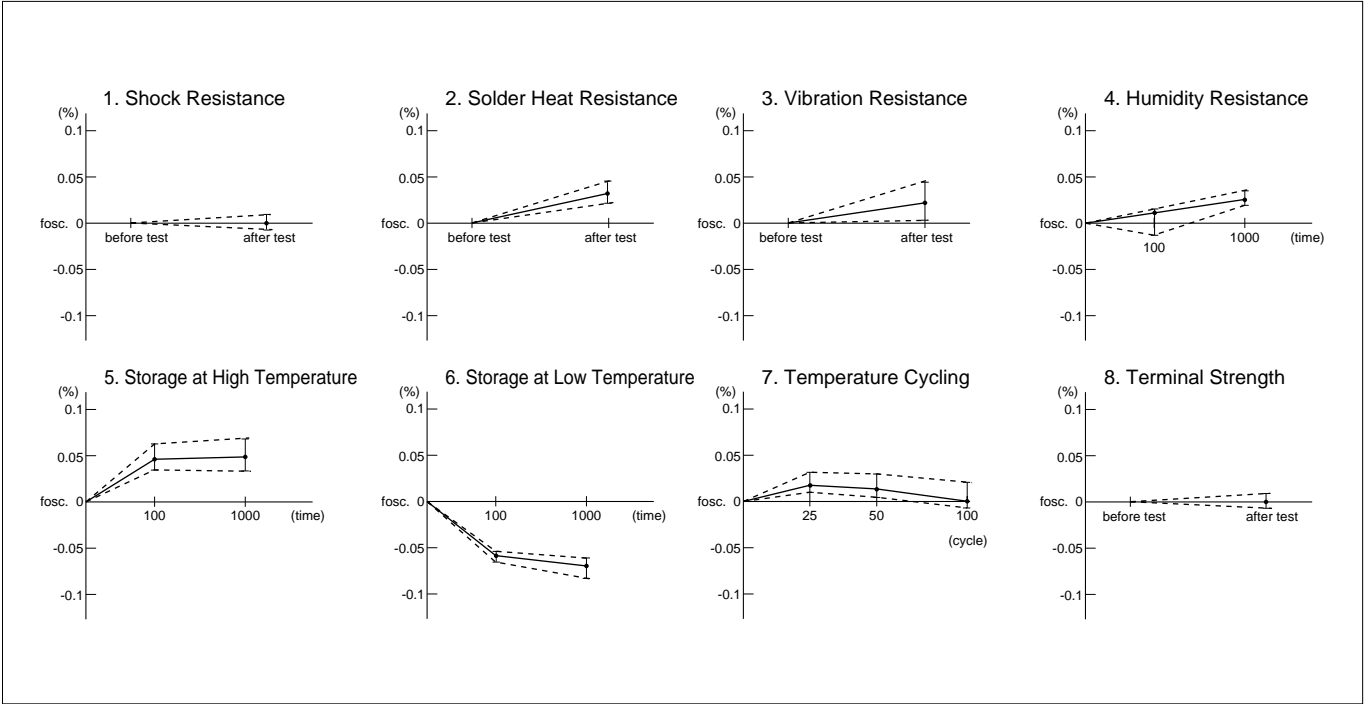 1. Shock Resistance
(%)
0.1
0.05
fosc. 0
before test after test
-0.05
-0.1
2. Solder Heat Resistance
(%)
0.1
0.05
fosc. 0
before test after test
-0.05
-0.1
3. Vibration Resistance
(%)
0.1
0.05
fosc. 0
before test after test
-0.05
-0.1
4. Humidity Resistance
(%)
0.1
0.05
fosc. 0
100 1000 (time)
-0.05
-0.1
5. Storage at High Temperature
(%)
0.1
0.05
fosc. 0
100 1000 (time)
-0.05
-0.1
6. Storage at Low Temperature
(%)
0.1
0.05
fosc. 0
100 1000 (time)
-0.05
-0.1
7. Temperature Cycling
(%)
0.1
0.05
fosc. 0
25 50 100
(cycle)
-0.05
-0.1
8. Terminal Strength
(%)
0.1
0.05
fosc. 0
before test after test
-0.05
-0.1